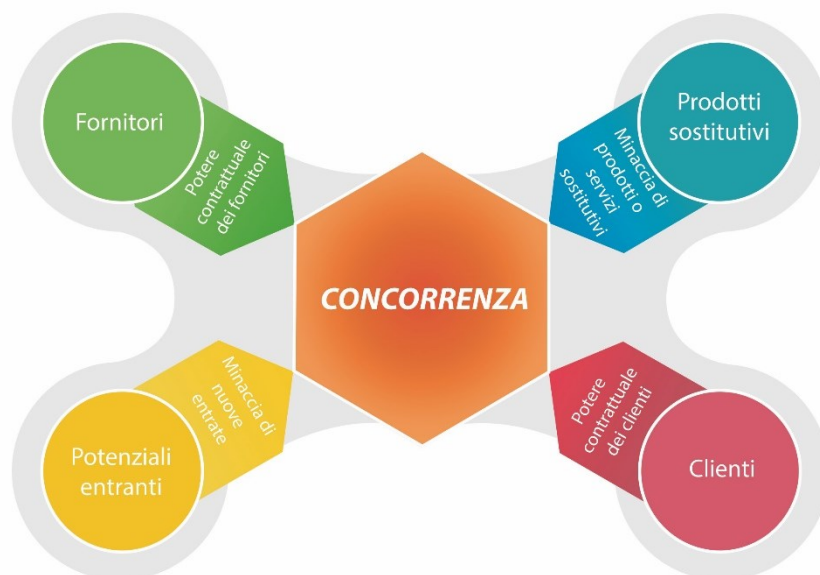 Fornitori
Potere
contrattuale
dei fornitori
Prodotti
sostitutivi
Minaccia di
prodotti o
servizi
sostitutivi
CONCORRENZA
Potenziali
entranti
Minaccia di
nuove
entrate
Potere
contrattuale
dei clienti
Clienti